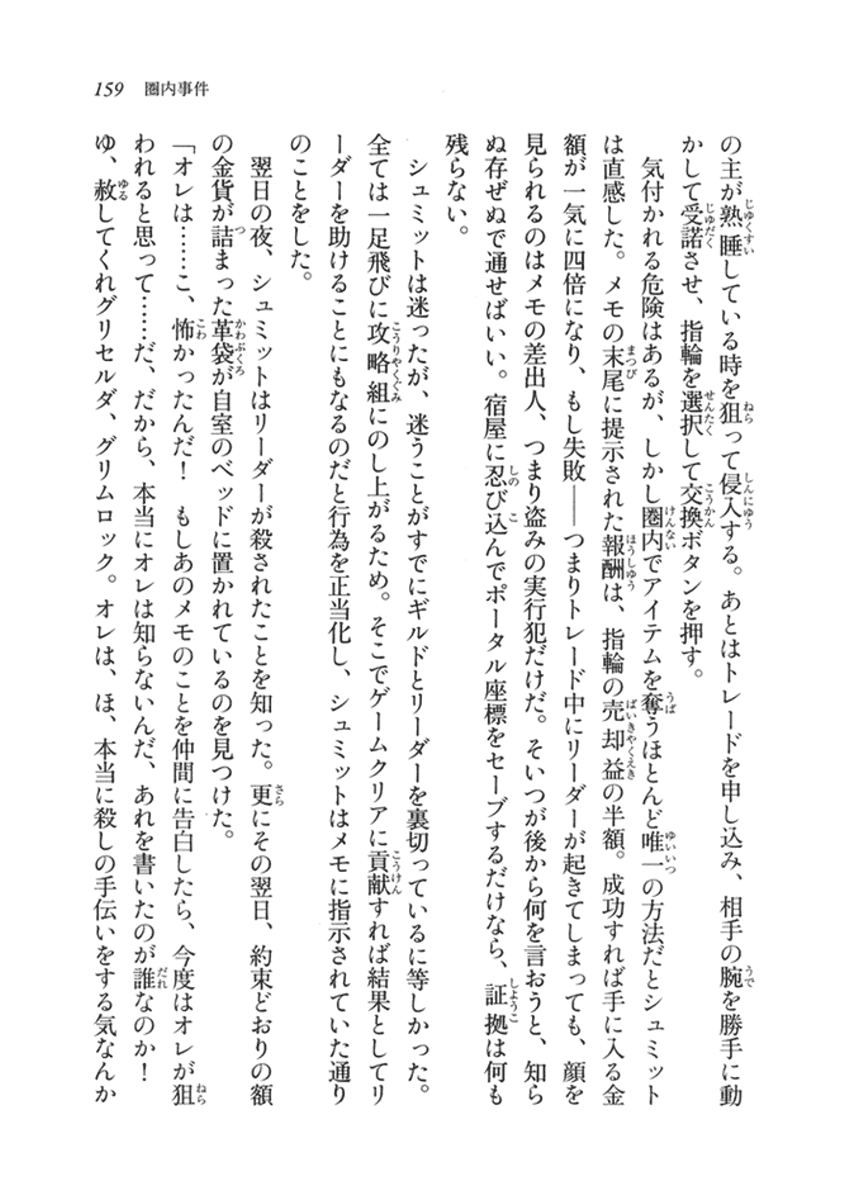 159 圏内事件
の主が熟睡している時を狙って侵入する。あとはトレードを申し込み、相手の腕を勝手に動
かして受諾させ、指輪を選択して交換ボタンを押す。
気付かれる危険はあるが、しかし圏内でアイテムを奪うほとんど唯一の方法だとシュミット
は直感した。メモの末尾に提示された報酬は、指輪の売却益の半額。成功すれば手に入る金
額が一気に四倍になり、もし失敗――つまりトレード中にリーダーが起きてしまっても、顔を
見られるのはメモの差出人、つまり盗みの実行犯だけだ。そいつが後から何を言おうと、知ら
ぬ存ぜぬで通せばいい。宿屋に忍び込んでポータル座標をセーブするだけなら、証拠は何も
残らない。
シュミットは迷ったが、迷うことがすでにギルドとリーダーを裏切っているに等しかった。
全ては一足飛びに攻略組にのし上がるため。そこでゲームクリアに貢献すれば結果としてリ
ーダーを助けることにもなるのだと行為を正当化し、シュミットはメモに指示されていた通り
のことをした。
翌日の夜、シュミットはリーダーが殺されたことを知った。更にその翌日、約束どおりの額
の金貨が詰まった革袋が自室のベッドに置かれているのを見つけた。
「オレは……こ、怖かったんだ！　もしあのメモのことを仲間に告白したら、今度はオレが狙
われると思って……だ、だから、本当にオレは知らないんだ、あれを書いたのが誰なのか！
ゆ、赦してくれグリセルダ、グリムロック。オレは、ほ、本当に殺しの手伝いをする気なんか